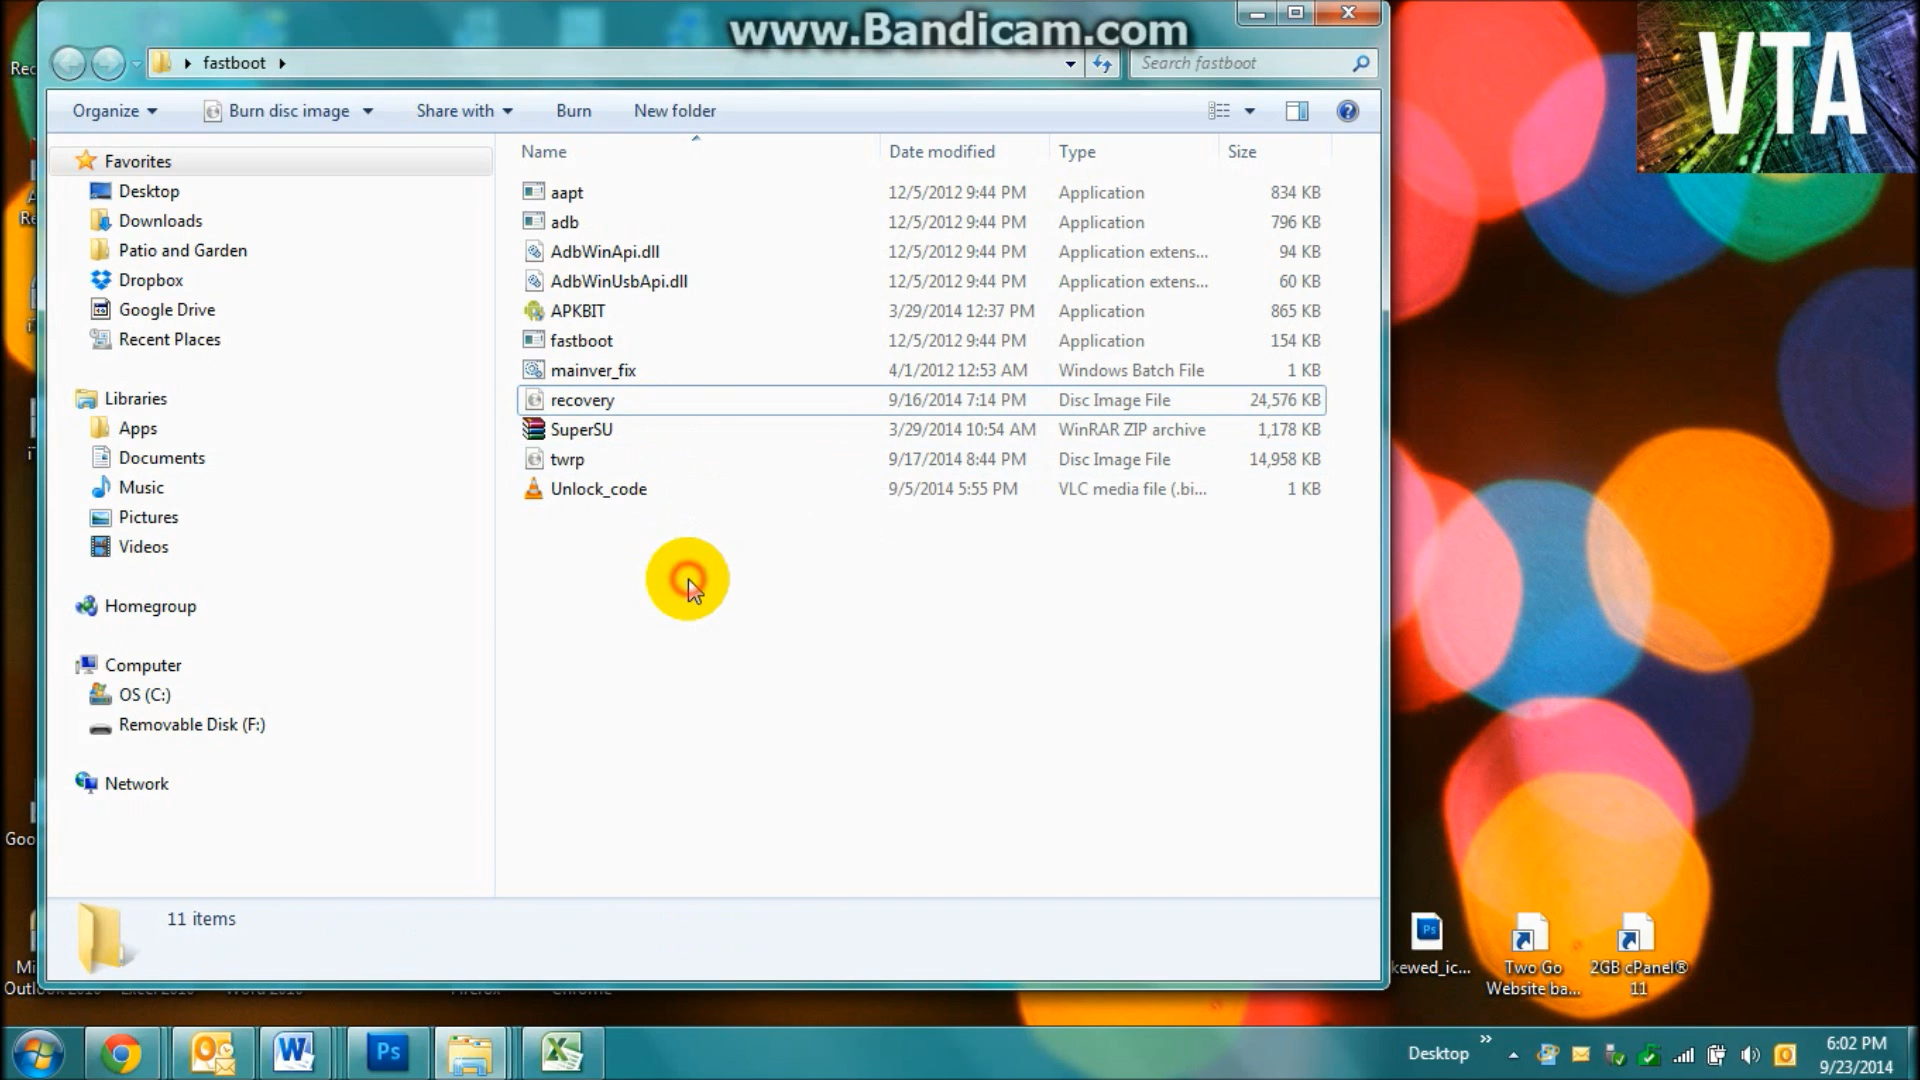 www.Bandicam.com
VTA
fastboot
Search fastboot
Organize
Burn disc image
Share with
Burn
New folder
Name Date modified Type Size
aapt 12/5/2012 9:44 PM Application 834 KB
adb 12/5/2012 9:44 PM Application 796 KB
AdbWinApi.dll 12/5/2012 9:44 PM Application extens... 94 KB
AdbWinUsbApi.dll 12/5/2012 9:44 PM Application extens... 60 KB
APKBIT 3/29/2014 12:37 PM Application 865 KB
fastboot 12/5/2012 9:44 PM Application 154 KB
mainver_fix 4/1/2012 12:53 AM Windows Batch File 1 KB
recovery 9/16/2014 7:14 PM Disc Image File 24,576 KB
SuperSU 3/29/2014 10:54 AM WinRAR ZIP archive 1,178 KB
twrp 9/17/2014 8:44 PM Disc Image File 14,958 KB
Unlock_code 9/5/2014 5:55 PM VLC media file (.bi... 1 KB
Favorites
Desktop
Downloads
Patio and Garden
Dropbox
Google Drive
Recent Places
Libraries
Apps
Documents
Music
Pictures
Videos
Homegroup
Computer
OS (C:)
Removable Disk (F:)
Network
11 items
Rec
Re
Goo
Mi
Ps
kewed_ic...
Two Go
Website ba...
2GB cPanel®
11
Ps
Desktop
6:02 PM
9/23/2014